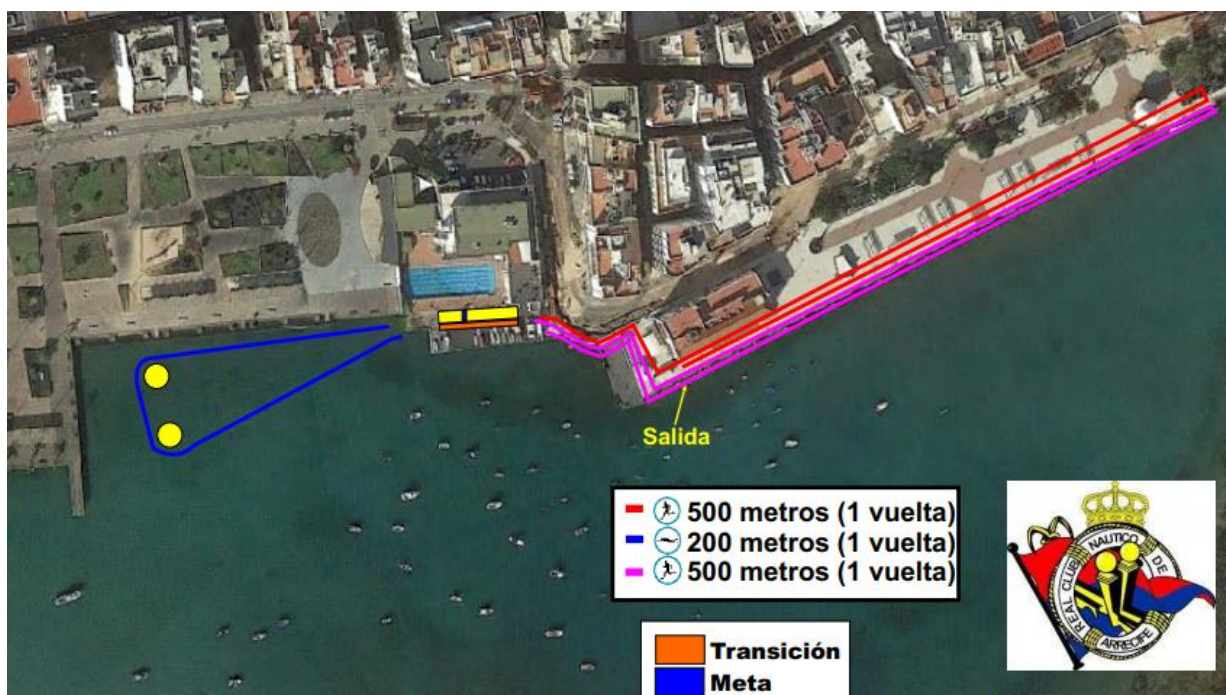 Salida
500 metros (1 vuelta)
200 metros (1 vuelta)
500 metros (1 vuelta)
Transición
Meta
REAL CLUB NAUTICO DE ARRECIFE